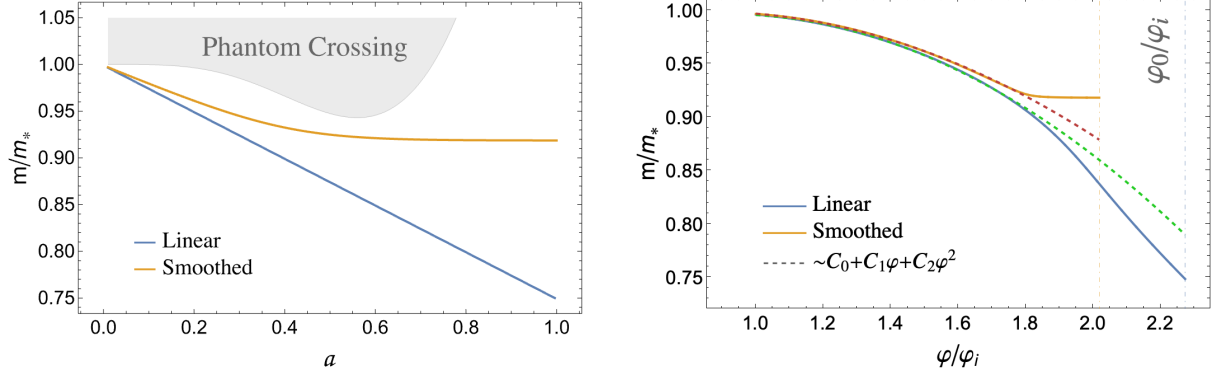 1.05
1.00
0.95
0.90
0.85
0.80
0.75
m/m*
Phantom Crossing
Linear
Smoothed
0.0 0.2 0.4 0.6 0.8 1.0
a
1.00
0.95
0.90
0.85
0.80
0.75
m/m*
φ0/φi
Linear
Smoothed
~C0+C1φ+C2φ²
1.0 1.2 1.4 1.6 1.8 2.0 2.2
φ/φi